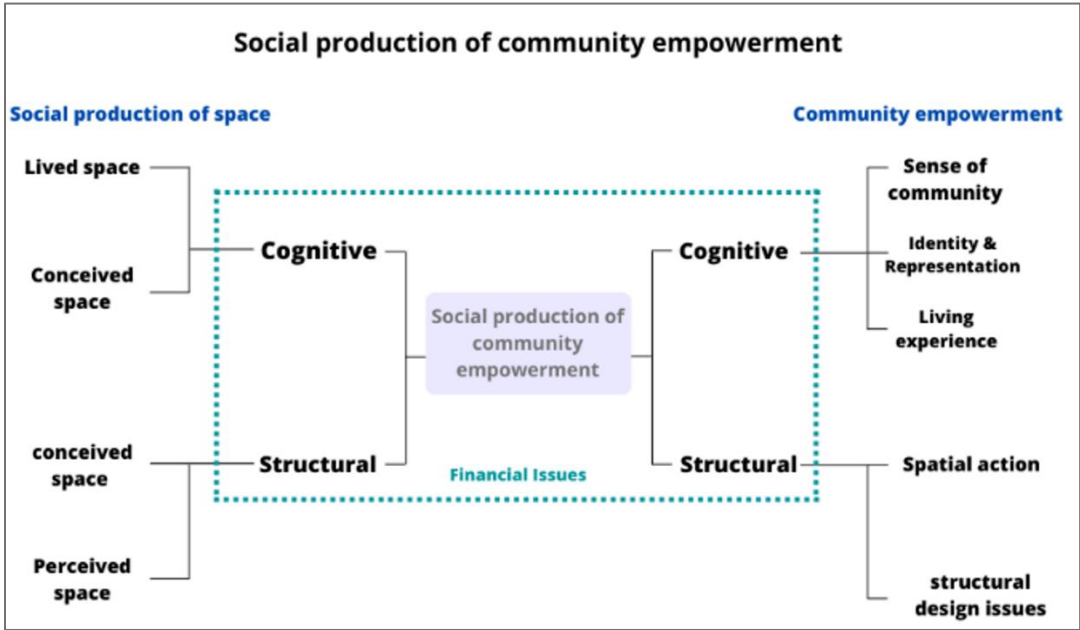 Social production of community empowerment
Social production of space
Community empowerment
Lived space
Conceived
space
conceived
space
Perceived
space
Cognitive
Structural
Social production of
community
empowerment
Financial Issues
Cognitive
Structural
Sense of
community
Identity &
Representation
Living
experience
Spatial action
structural
design issues